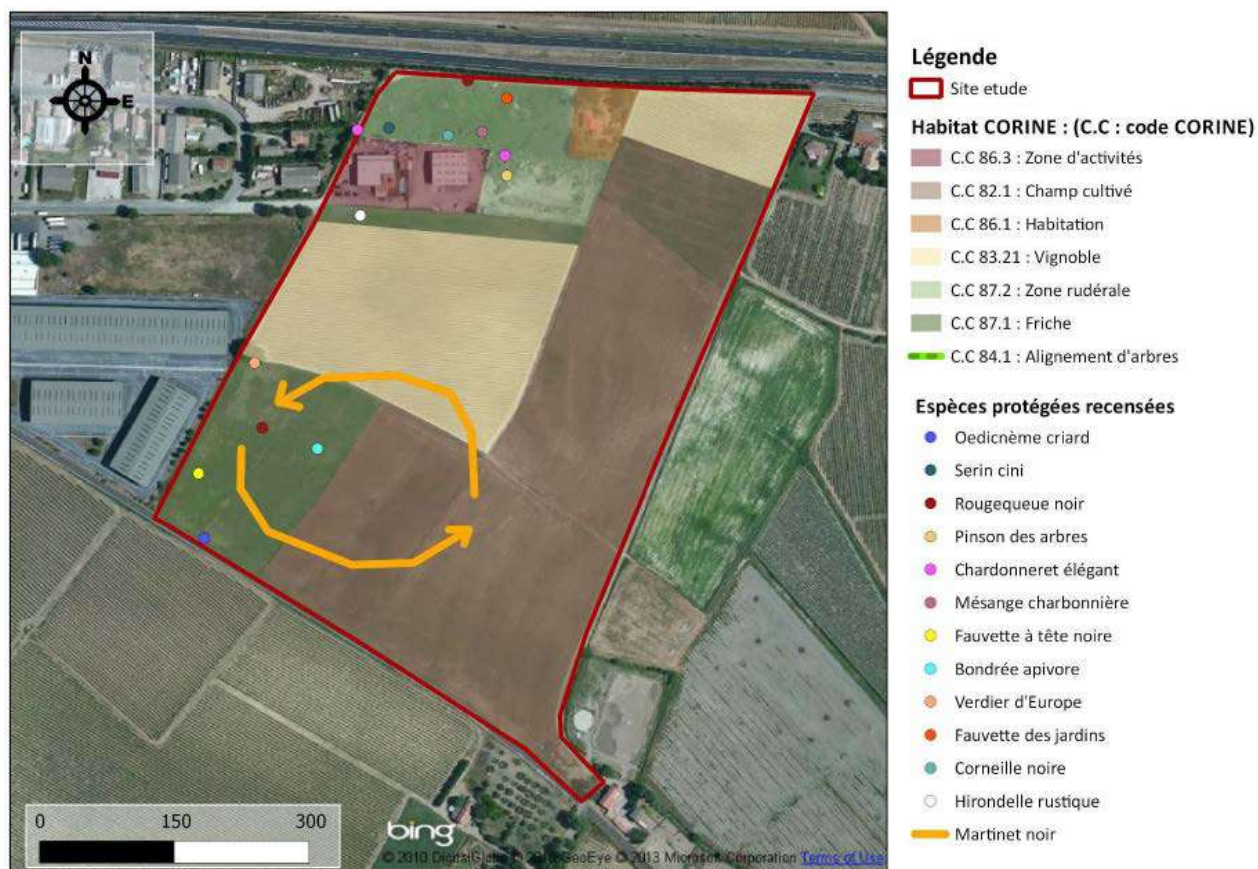 N
E
0 150 300
bing
© 2010 DigitalGlobe © 2010 GeoEye © 2013 Microsoft Corporation Terms of Use
Légende
Site etude
Habitat CORINE : (C.C : code CORINE)
C.C 86.3 : Zone d'activités
C.C 82.1 : Champ cultivé
C.C 86.1 : Habitation
C.C 83.21 : Vignoble
C.C 87.2 : Zone rudérale
C.C 87.1 : Friche
C.C 84.1 : Alignement d'arbres
Espèces protégées recensées
Oedicnème criard
Serin cini
Rougequeue noir
Pinson des arbres
Chardonneret élégant
Mésange charbonnière
Fauvette à tête noire
Bondrée apivore
Verdier d'Europe
Fauvette des jardins
Corneille noire
Hirondelle rustique
Martinet noir